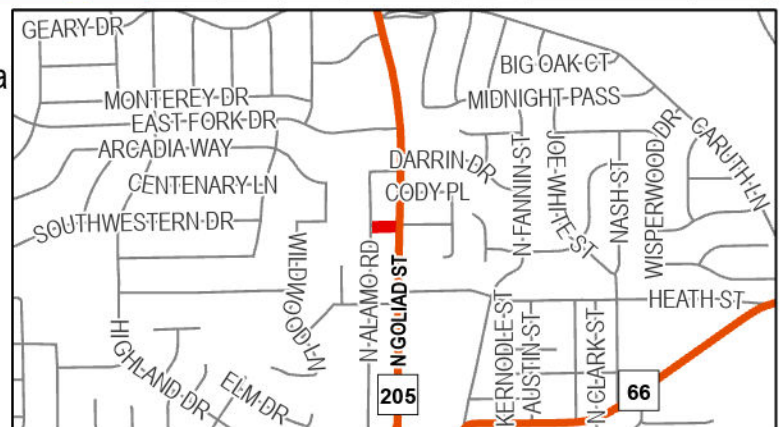 GEARY DR
a
BIG OAK CT
MONTEREY DR
MIDNIGHT PASS
EAST FORK DR
ARCADIA WAY
DARRIN DR
CENTENARY LN
CODY PL
SOUTHWESTERN DR
N FANNIN ST
JOE WHITE ST
NASH ST
WISPERWOOD DR
CARUTH LN
WILDWOOD LN
N ALAMO RD
N GOLIAD ST
HEATH ST
HIGHLAND DR
ELM DR
KERNODLE ST
AUSTIN ST
N CLARK ST
205
66